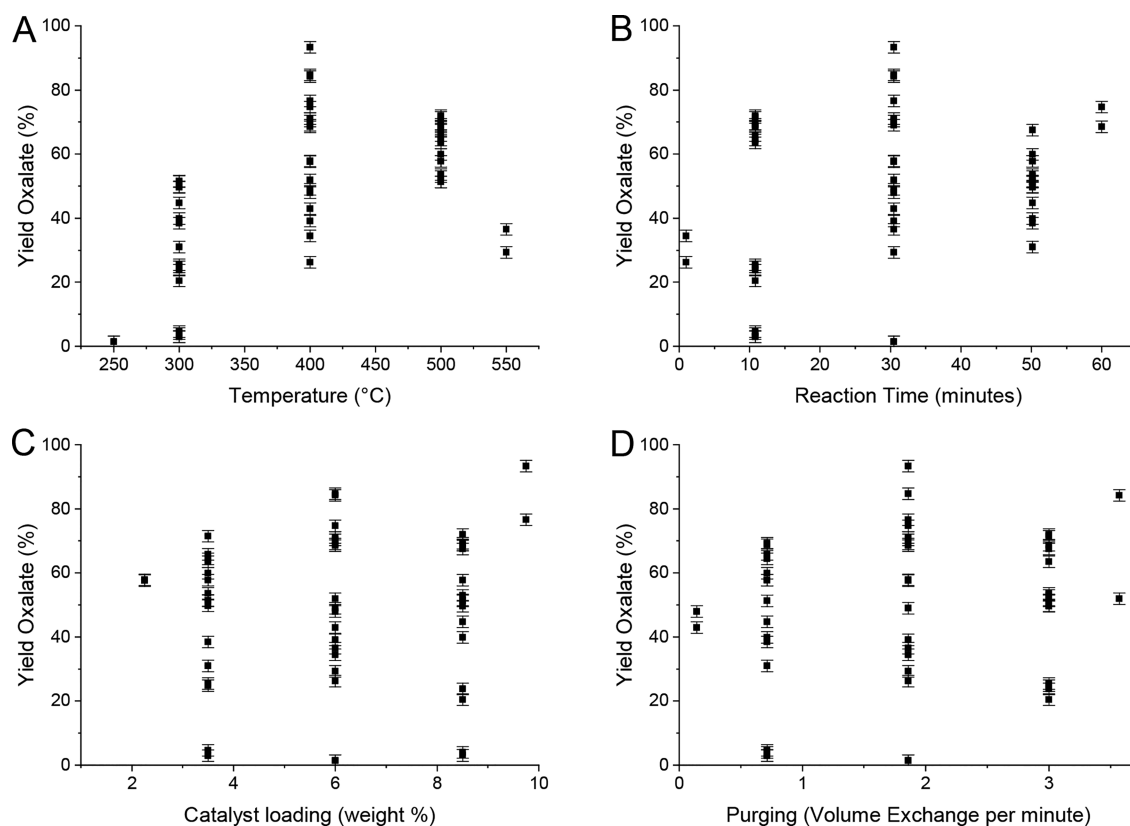 A
B
100
80
60
40
20
0
Yield Oxalate (%)
250 300 350 400 450 500 550
Temperature (°C)
100
80
60
40
20
0
Yield Oxalate (%)
0 10 20 30 40 50 60
Reaction Time (minutes)
C
D
100
80
60
40
20
0
Yield Oxalate (%)
2 4 6 8 10
Catalyst loading (weight %)
100
80
60
40
20
0
Yield Oxalate (%)
0 1 2 3
Purging (Volume Exchange per minute)